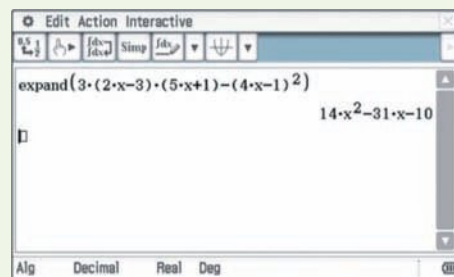 Edit Action Interactive
Simp
expand(3·(2·x−3)·(5·x+1)−(4·x−1)²)
14·x²−31·x−10
Alg Decimal Real Deg